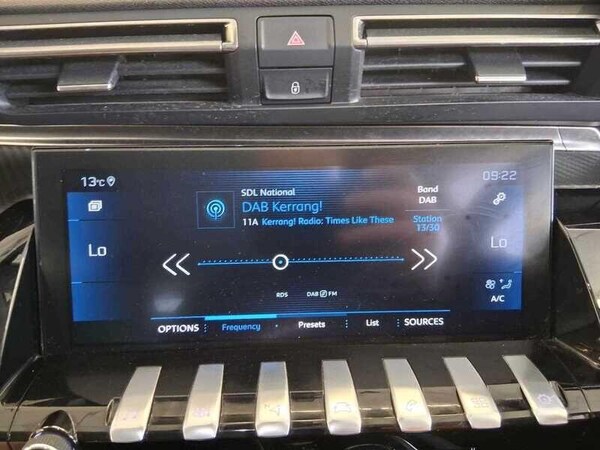 13°C
09:22
SDL National
DAB Kerrang!
11A Kerrang! Radio: Times Like These
Band
DAB
Station
13/30
Lo
Lo
A/C
RDS DAB FM
OPTIONS Frequency Presets List SOURCES